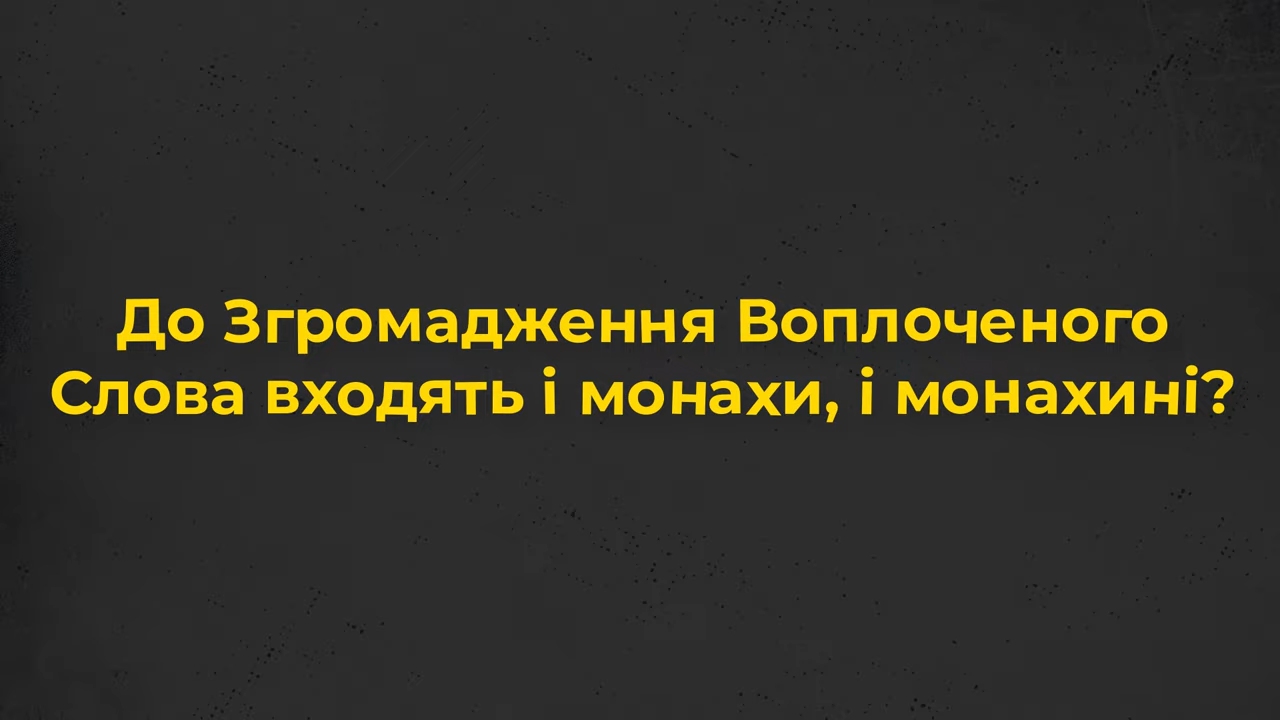 До Згромадження Воплоченого
Слова входять і монахи, і монахині?